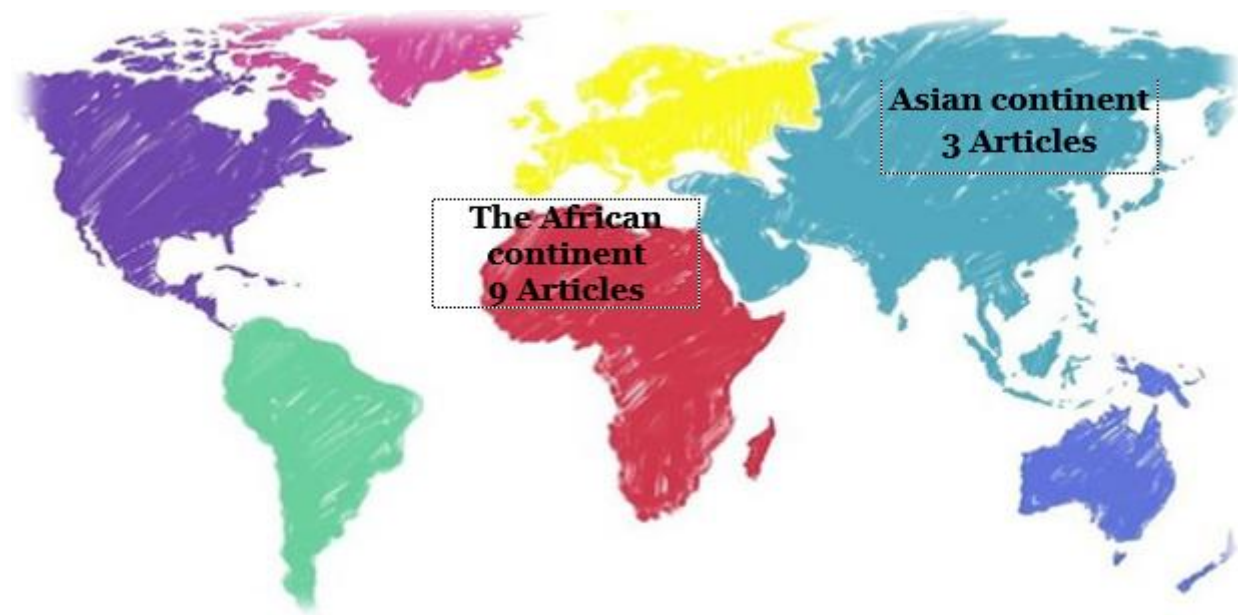 Asian continent
3 Articles
The African
continent
9 Articles